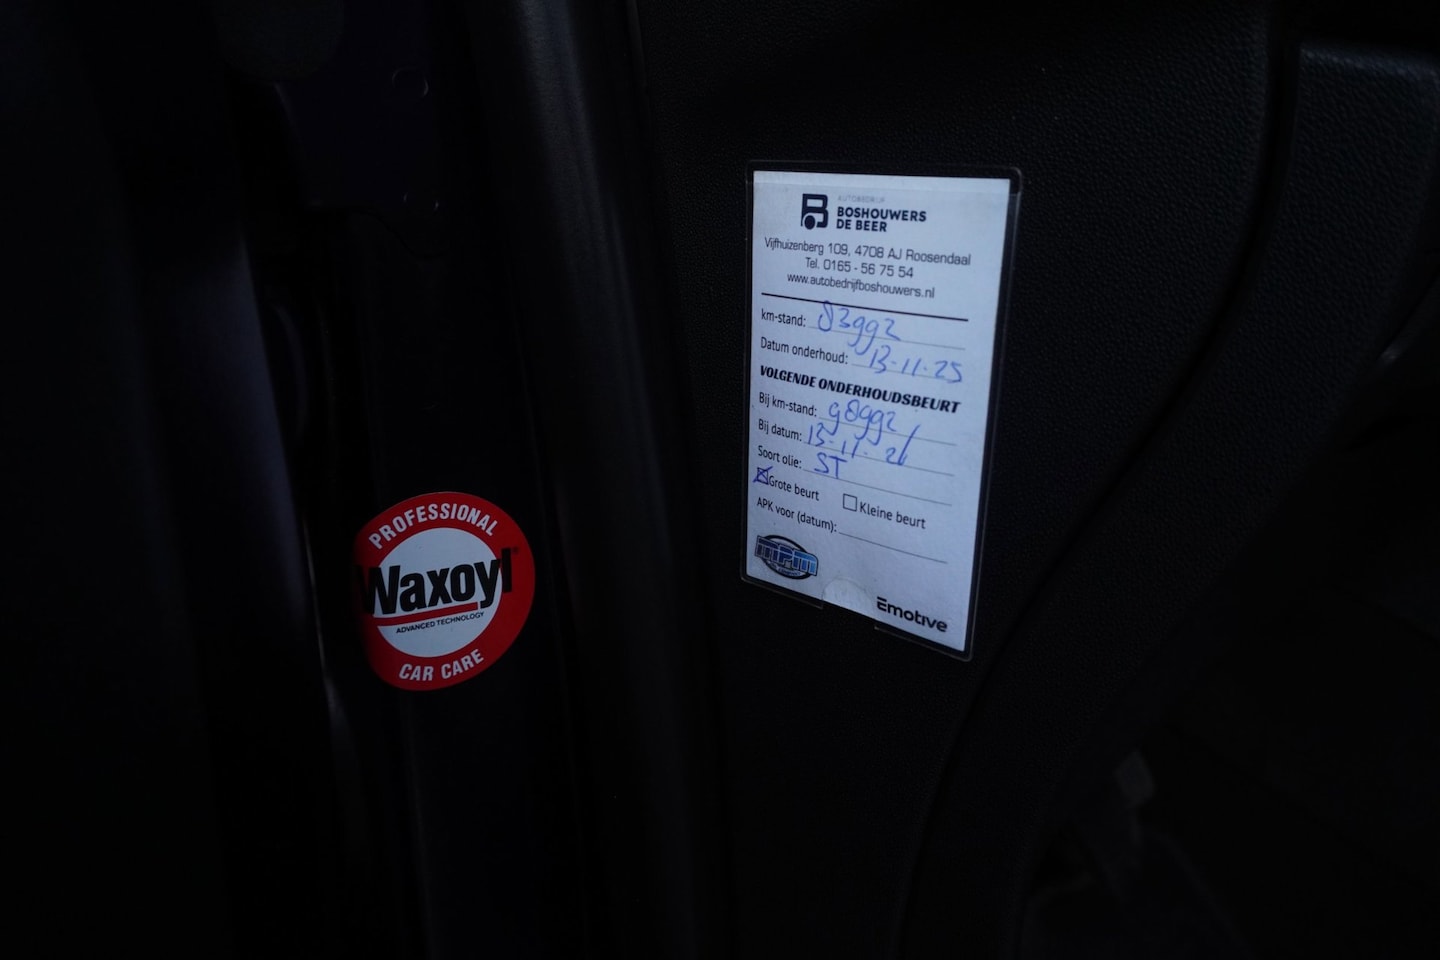 PROFESSIONAL
Waxoyl®
ADVANCED TECHNOLOGY
CAR CARE
AUTOBEDRIJF
BOSHOUWERS
DE BEER
Vijfhuizenberg 109, 4708 AJ Roosendaal
Tel. 0165 - 56 75 54
www.autobedrijfboshouwers.nl
km-stand: 83992
Datum onderhoud: 13-11-25
VOLGENDE ONDERHOUDSBEURT
Bij km-stand: 98992
Bij datum: 13-11-26
Soort olie: ST
Grote beurt Kleine beurt
APK voor (datum):
mpm
Emotive